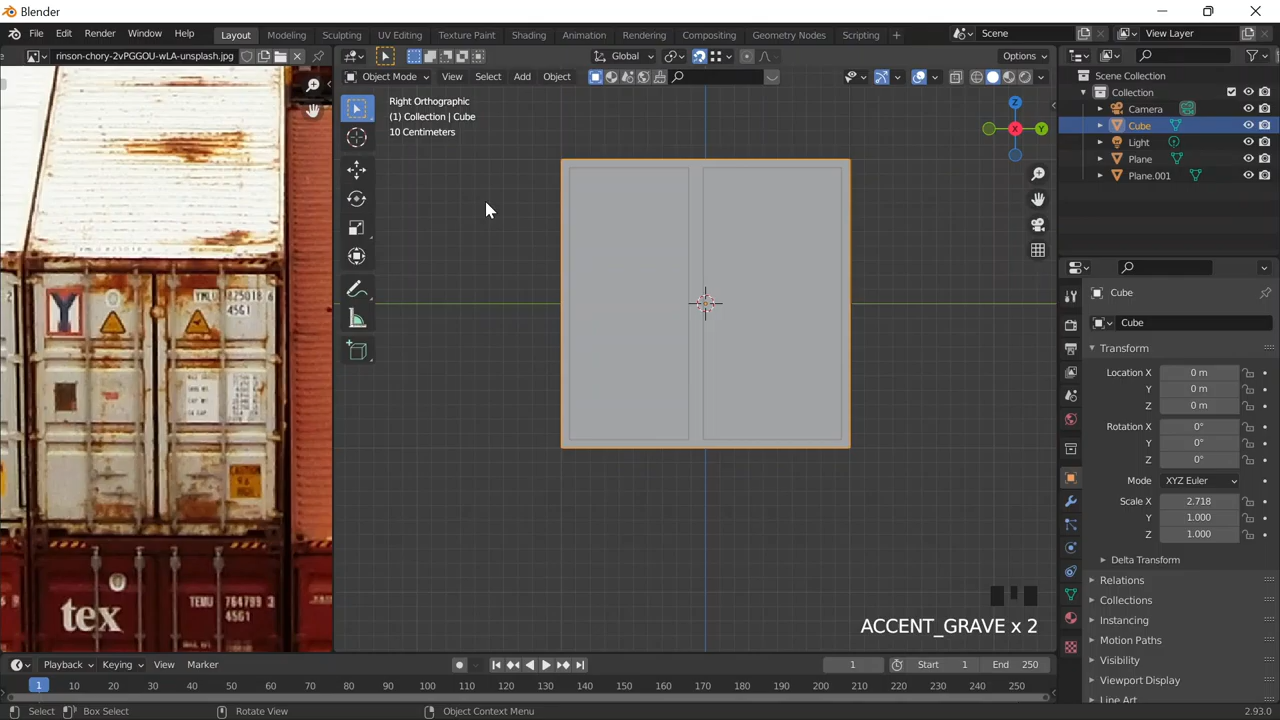 Blender
File Edit Render Window Help
Layout Modeling Sculpting UV Editing Texture Paint Shading Animation Rendering Compositing Geometry Nodes Scripting
Scene
View Layer
rinson-chory-2vPGGOU-wLA-unsplash.jpg
Global
Options
Object Mode View Select Add Object
Right Orthographic
(1) Collection | Cube
10 Centimeters
Z
X
Y
Scene Collection
Collection
Camera
Cube
Light
Plane
Plane.001
Cube
Cube
Transform
Location X 0 m
Y 0 m
Z 0 m
Rotation X 0°
Y 0°
Z 0°
Mode XYZ Euler
Scale X 2.718
Y 1.000
Z 1.000
Delta Transform
Relations
Collections
Instancing
Motion Paths
Visibility
Viewport Display
Line Art
Y
45G1
tex
TEMU 764799 3
45G1
ACCENT_GRAVE x 2
Playback Keying View Marker
1
Start 1
End 250
1 10 20 30 40 50 60 70 80 90 100 110 120 130 140 150 160 170 180 190 200 210 220 230 240 250
Select Box Select Rotate View Object Context Menu
2.93.0